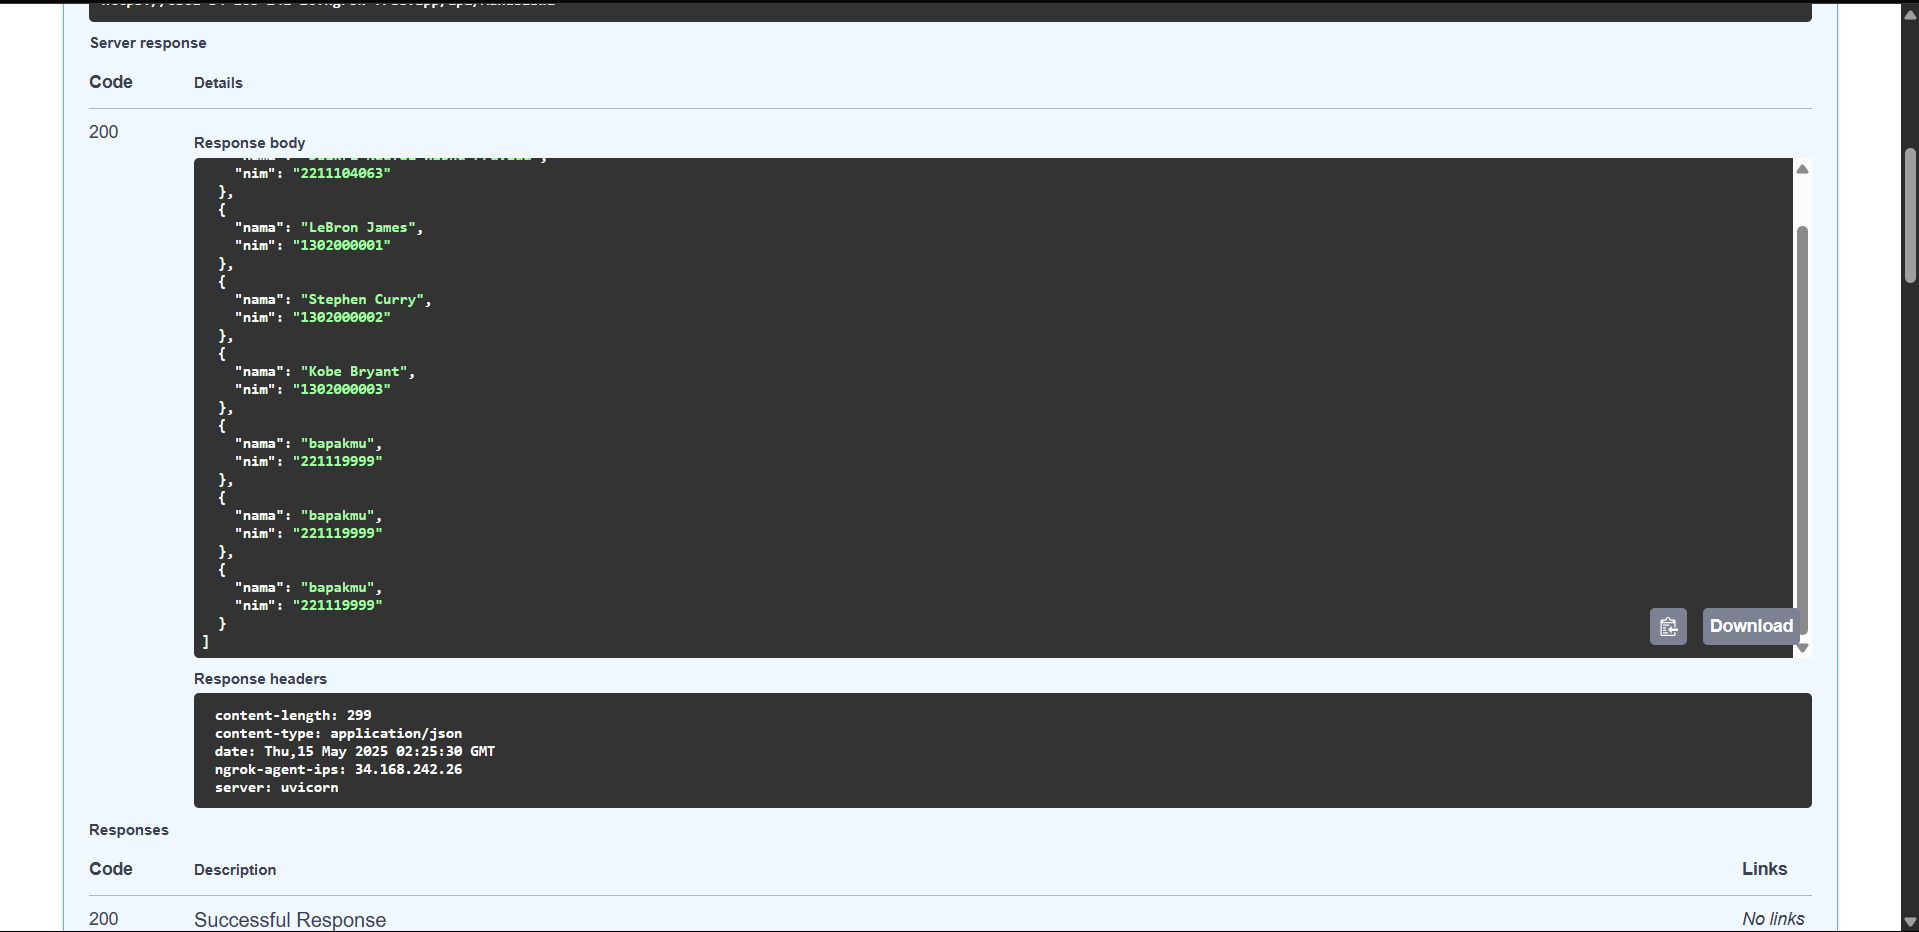 Server response
Code Details
200
Response body
"nim": "2211104063"
},
{
"nama": "LeBron James",
"nim": "1302000001"
},
{
"nama": "Stephen Curry",
"nim": "1302000002"
},
{
"nama": "Kobe Bryant",
"nim": "1302000003"
},
{
"nama": "bapakmu",
"nim": "221119999"
},
{
"nama": "bapakmu",
"nim": "221119999"
},
{
"nama": "bapakmu",
"nim": "221119999"
}
]
Download
Response headers
content-length: 299
content-type: application/json
date: Thu,15 May 2025 02:25:30 GMT
ngrok-agent-ips: 34.168.242.26
server: uvicorn
Responses
Code Description Links
200 Successful Response No links